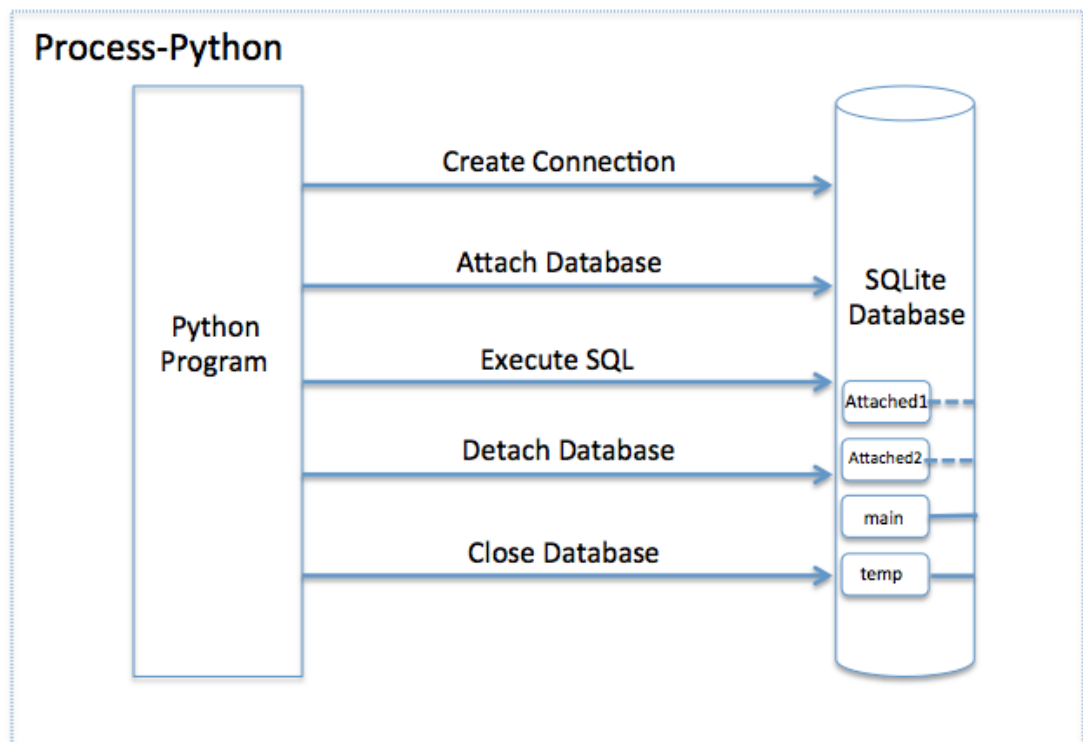 Process-Python
Python
Program
Create Connection
Attach Database
Execute SQL
Detach Database
Close Database
SQLite
Database
Attached1
Attached2
main
temp